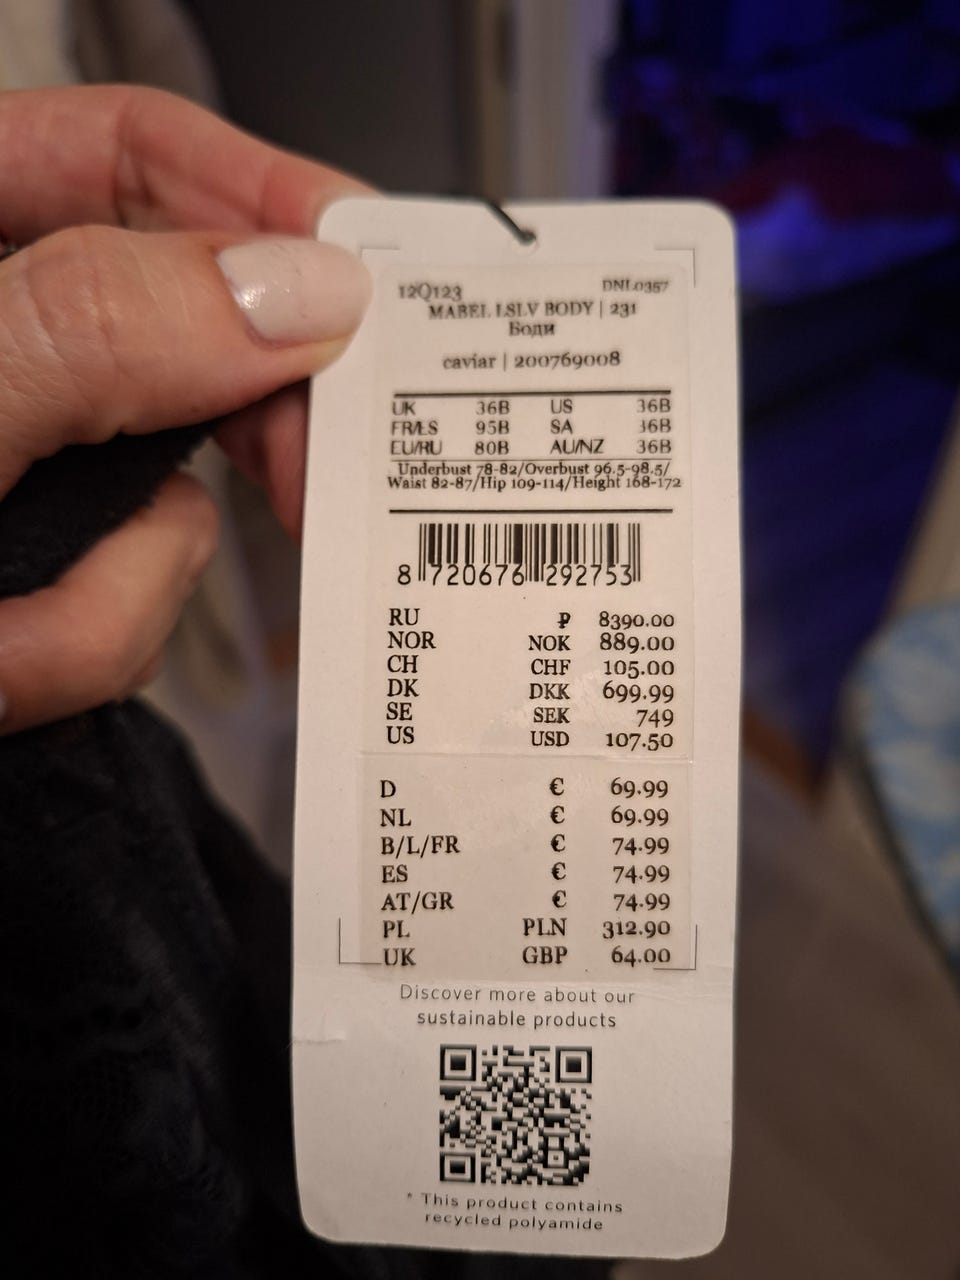 12Q123 DNL0357
MABEL LSLV BODY | 231
Боди
caviar | 200769008
UK 36B US 36B
FR/ES 95B SA 36B
EU/RU 80B AU/NZ 36B
Underbust 78-82/Overbust 96.5-98.5/
Waist 82-87/Hip 109-114/Height 168-172
8 720676 292753
RU ₽ 8390.00
NOR NOK 889.00
CH CHF 105.00
DK DKK 699.99
SE SEK 749
US USD 107.50
D € 69.99
NL € 69.99
B/L/FR € 74.99
ES € 74.99
AT/GR € 74.99
PL PLN 312.90
UK GBP 64.00
Discover more about our
sustainable products
* This product contains
recycled polyamide